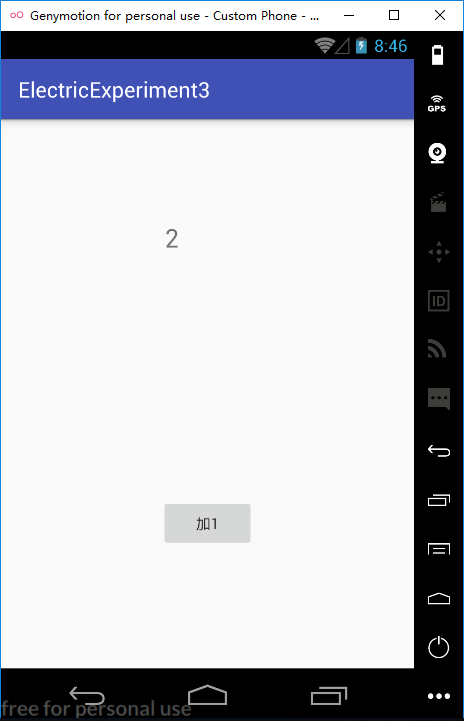 Genymotion for personal use - Custom Phone - ...
8:46
ElectricExperiment3
GPS
2
ID
加1
free for personal use